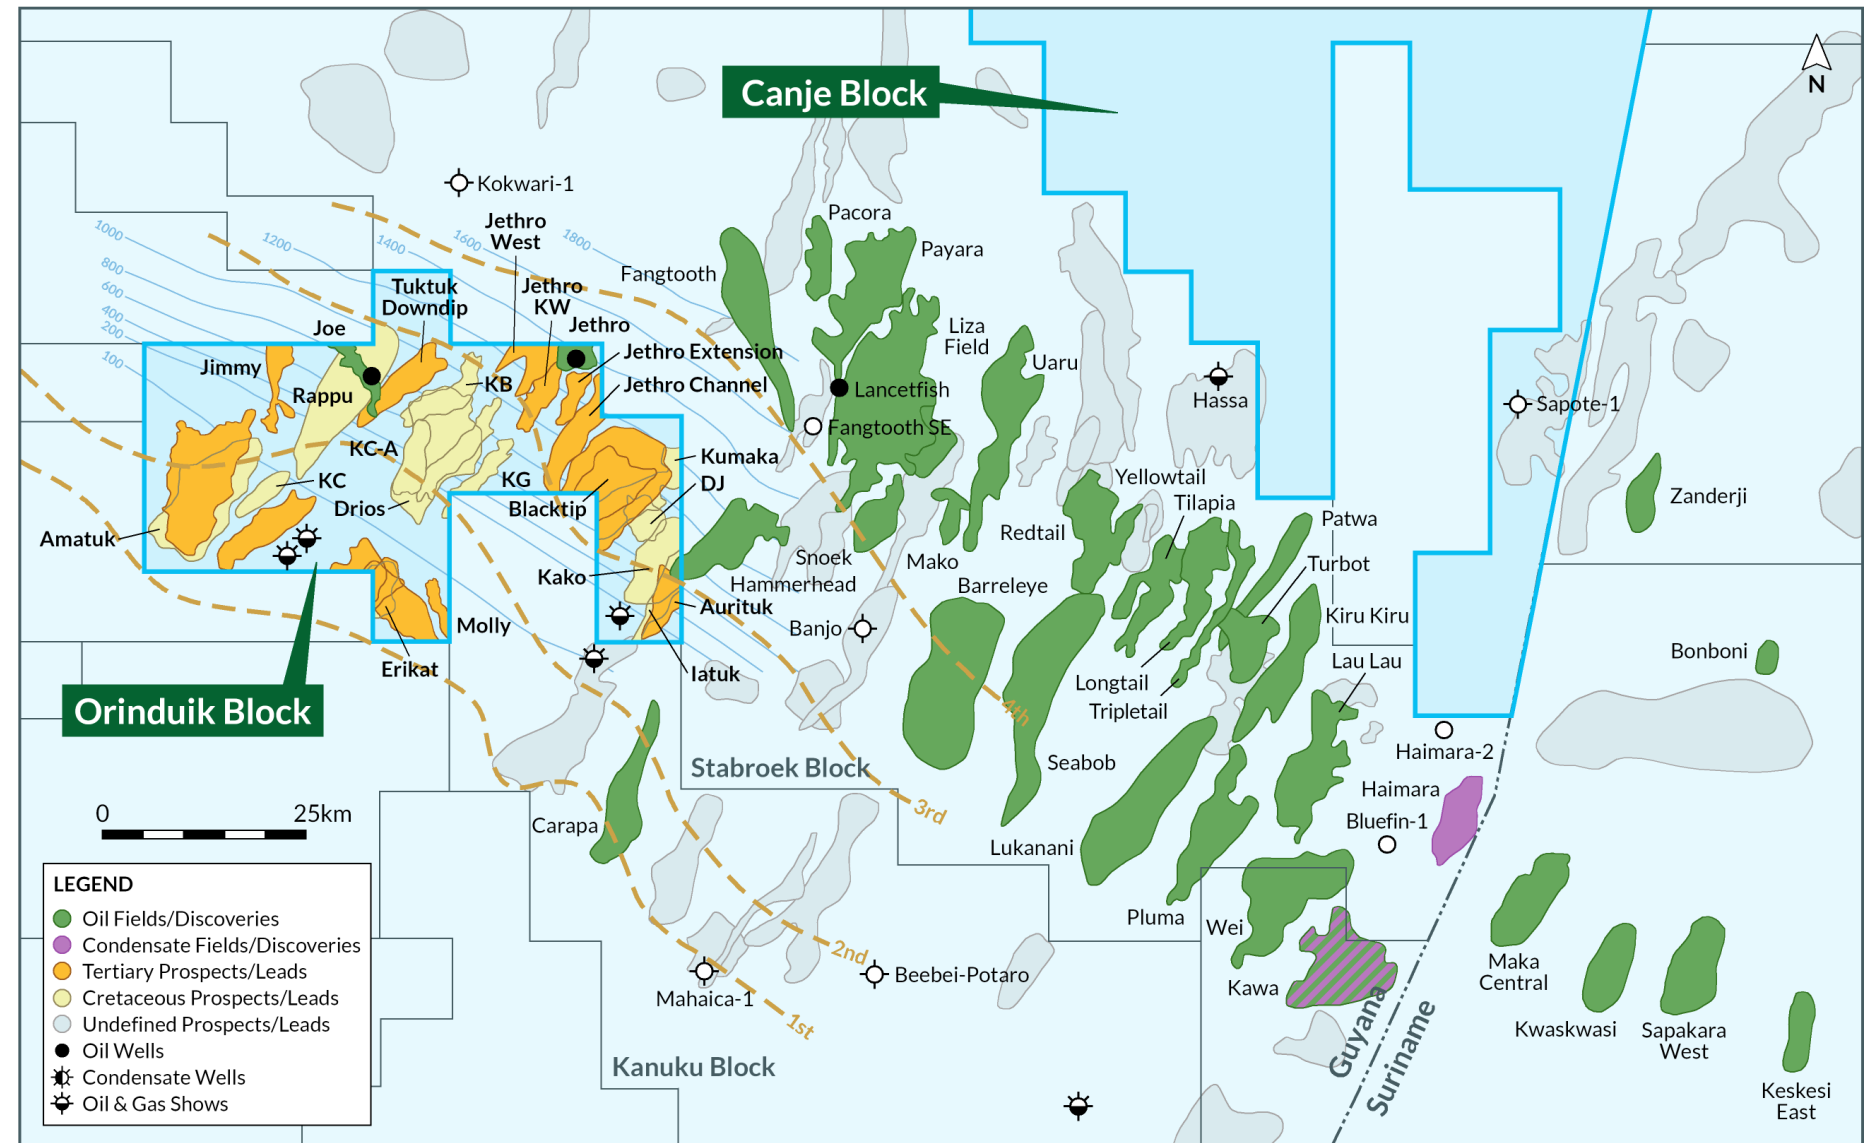 Canje Block
N
Kokwari-1
Jethro
West
Pacora
Payara
Fangtooth
1000
1200
1400
1600
1800
800
600
400
200
100
Tuktuk
Downdip
Jethro
KW
Jethro
Joe
Liza
Field
Uaru
Jimmy
Rappu
KB
Jethro Extension
Jethro Channel
Lancetfish
Hassa
Sapote-1
Fangtooth SE
KC-A
Kumaka
KC
KG
DJ
Yellowtail
Tilapia
Zanderji
Drios
Blacktip
Amatuk
Redtail
Patwa
Snoek
Mako
Hammerhead
Barreleye
Turbot
Kako
Aurituk
Kiru Kiru
Molly
Banjo
Erikat
Iatuk
Lau Lau
Bonboni
Longtail
Tripletail
Orinduik Block
4th
Haimara-2
Stabroek Block
Seabob
Haimara
0
25km
3rd
Carapa
Bluefin-1
Lukanani
LEGEND
Oil Fields/Discoveries
Condensate Fields/Discoveries
Tertiary Prospects/Leads
Cretaceous Prospects/Leads
Undefined Prospects/Leads
Oil Wells
Condensate Wells
Oil & Gas Shows
Pluma
Wei
2nd
Beebei-Potaro
Mahaica-1
1st
Kawa
Maka
Central
Kwaskwasi
Sapakara
West
Guyana
Suriname
Kanuku Block
Keskesi
East